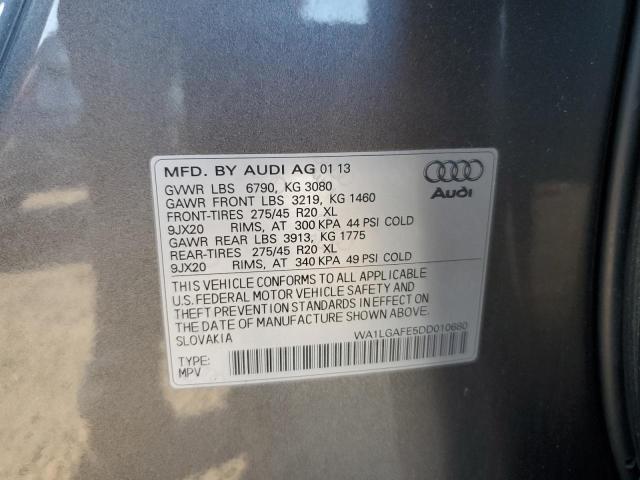 MFD. BY AUDI AG 01 13
GVWR LBS 6790, KG 3080
GAWR FRONT LBS 3219, KG 1460
FRONT-TIRES 275/45 R20 XL
9JX20 RIMS, AT 300 KPA 44 PSI COLD
GAWR REAR LBS 3913, KG 1775
REAR-TIRES 275/45 R20 XL
9JX20 RIMS, AT 340 KPA 49 PSI COLD
THIS VEHICLE CONFORMS TO ALL APPLICABLE
U.S. FEDERAL MOTOR VEHICLE SAFETY AND
THEFT PREVENTION STANDARDS IN EFFECT ON
THE DATE OF MANUFACTURE SHOWN ABOVE.
SLOVAKIA
WA1LGAFE5DD010680
TYPE:
MPV
Audi